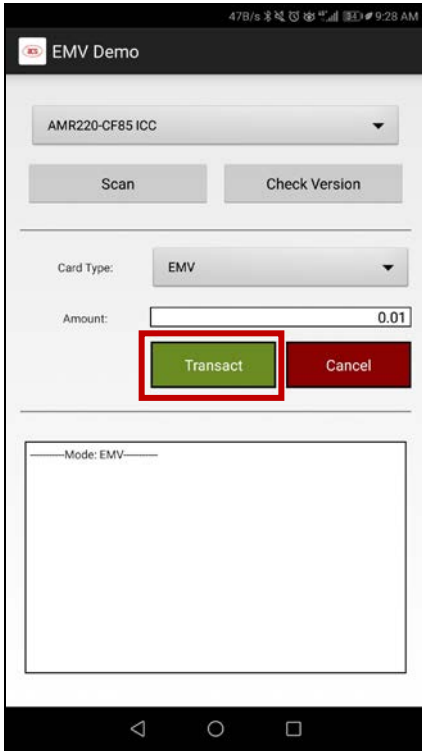 47B/s 9:28 AM
EMV Demo
AMR220-CF85 ICC
Scan Check Version
Card Type: EMV
Amount: 0.01
Transact Cancel
---------Mode: EMV---------